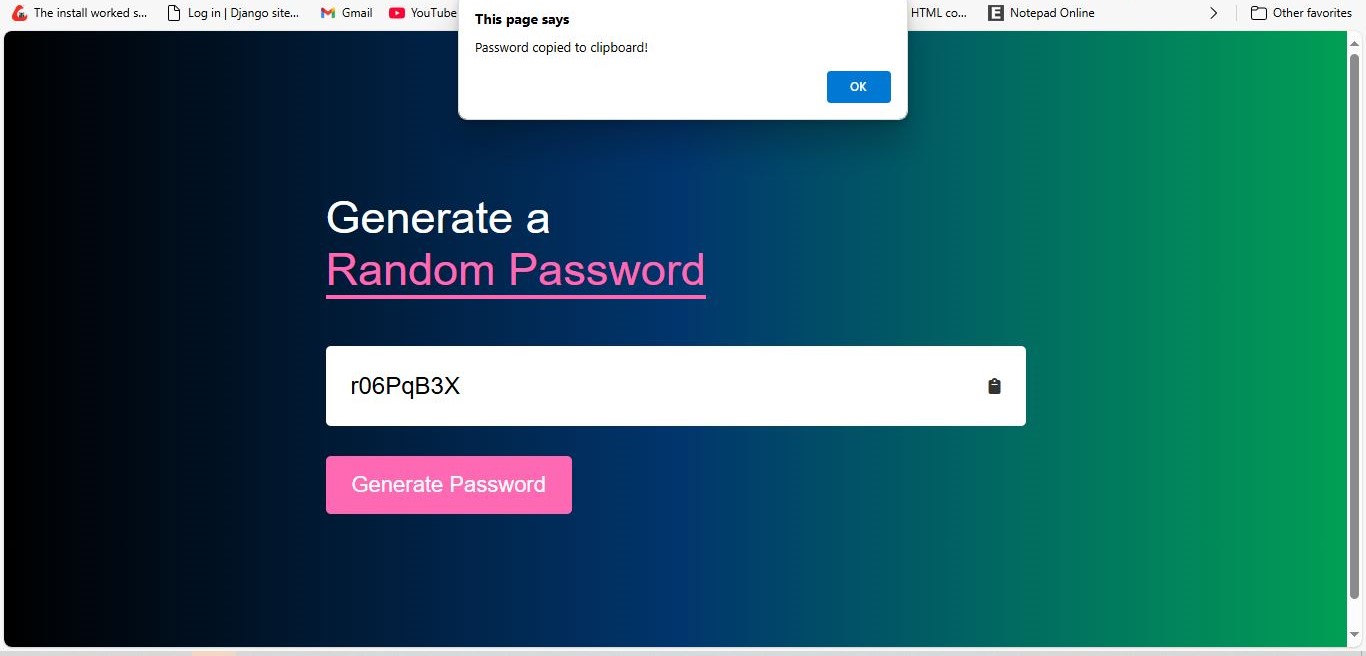 The install worked s...
Log in | Django site...
Gmail
YouTube
HTML co...
Notepad Online
Other favorites
This page says
Password copied to clipboard!
OK
Generate a
Random Password
r06PqB3X
Generate Password